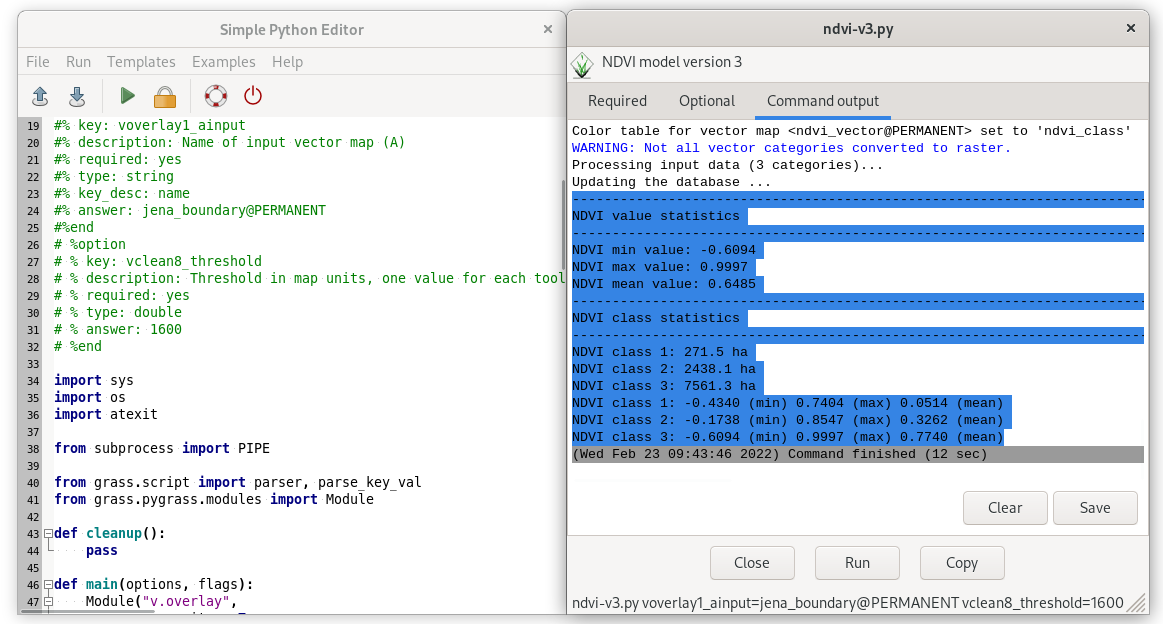 Simple Python Editor
File Run Templates Examples Help
19 #% key: voverlay1_ainput
20 #% description: Name of input vector map (A)
21 #% required: yes
22 #% type: string
23 #% key_desc: name
24 #% answer: jena_boundary@PERMANENT
25 #%end
26 # %option
27 # % key: vclean8_threshold
28 # % description: Threshold in map units, one value for each tool
29 # % required: yes
30 # % type: double
31 # % answer: 1600
32 # %end
33
34 import sys
35 import os
36 import atexit
37
38 from subprocess import PIPE
39
40 from grass.script import parser, parse_key_val
41 from grass.pygrass.modules import Module
42
43 def cleanup():
44 pass
45
46 def main(options, flags):
47 Module("v.overlay",
ndvi-v3.py
NDVI model version 3
Required Optional Command output
Color table for vector map <ndvi_vector@PERMANENT> set to 'ndvi_class'
WARNING: Not all vector categories converted to raster.
Processing input data (3 categories)...
Updating the database ...
------------------------------------------------------------------------
NDVI value statistics
------------------------------------------------------------------------
NDVI min value: -0.6094
NDVI max value: 0.9997
NDVI mean value: 0.6485
------------------------------------------------------------------------
NDVI class statistics
------------------------------------------------------------------------
NDVI class 1: 271.5 ha
NDVI class 2: 2438.1 ha
NDVI class 3: 7561.3 ha
NDVI class 1: -0.4340 (min) 0.7404 (max) 0.0514 (mean)
NDVI class 2: -0.1738 (min) 0.8547 (max) 0.3262 (mean)
NDVI class 3: -0.6094 (min) 0.9997 (max) 0.7740 (mean)
(Wed Feb 23 09:43:46 2022) Command finished (12 sec)
Clear Save
Close Run Copy
ndvi-v3.py voverlay1_ainput=jena_boundary@PERMANENT vclean8_threshold=1600